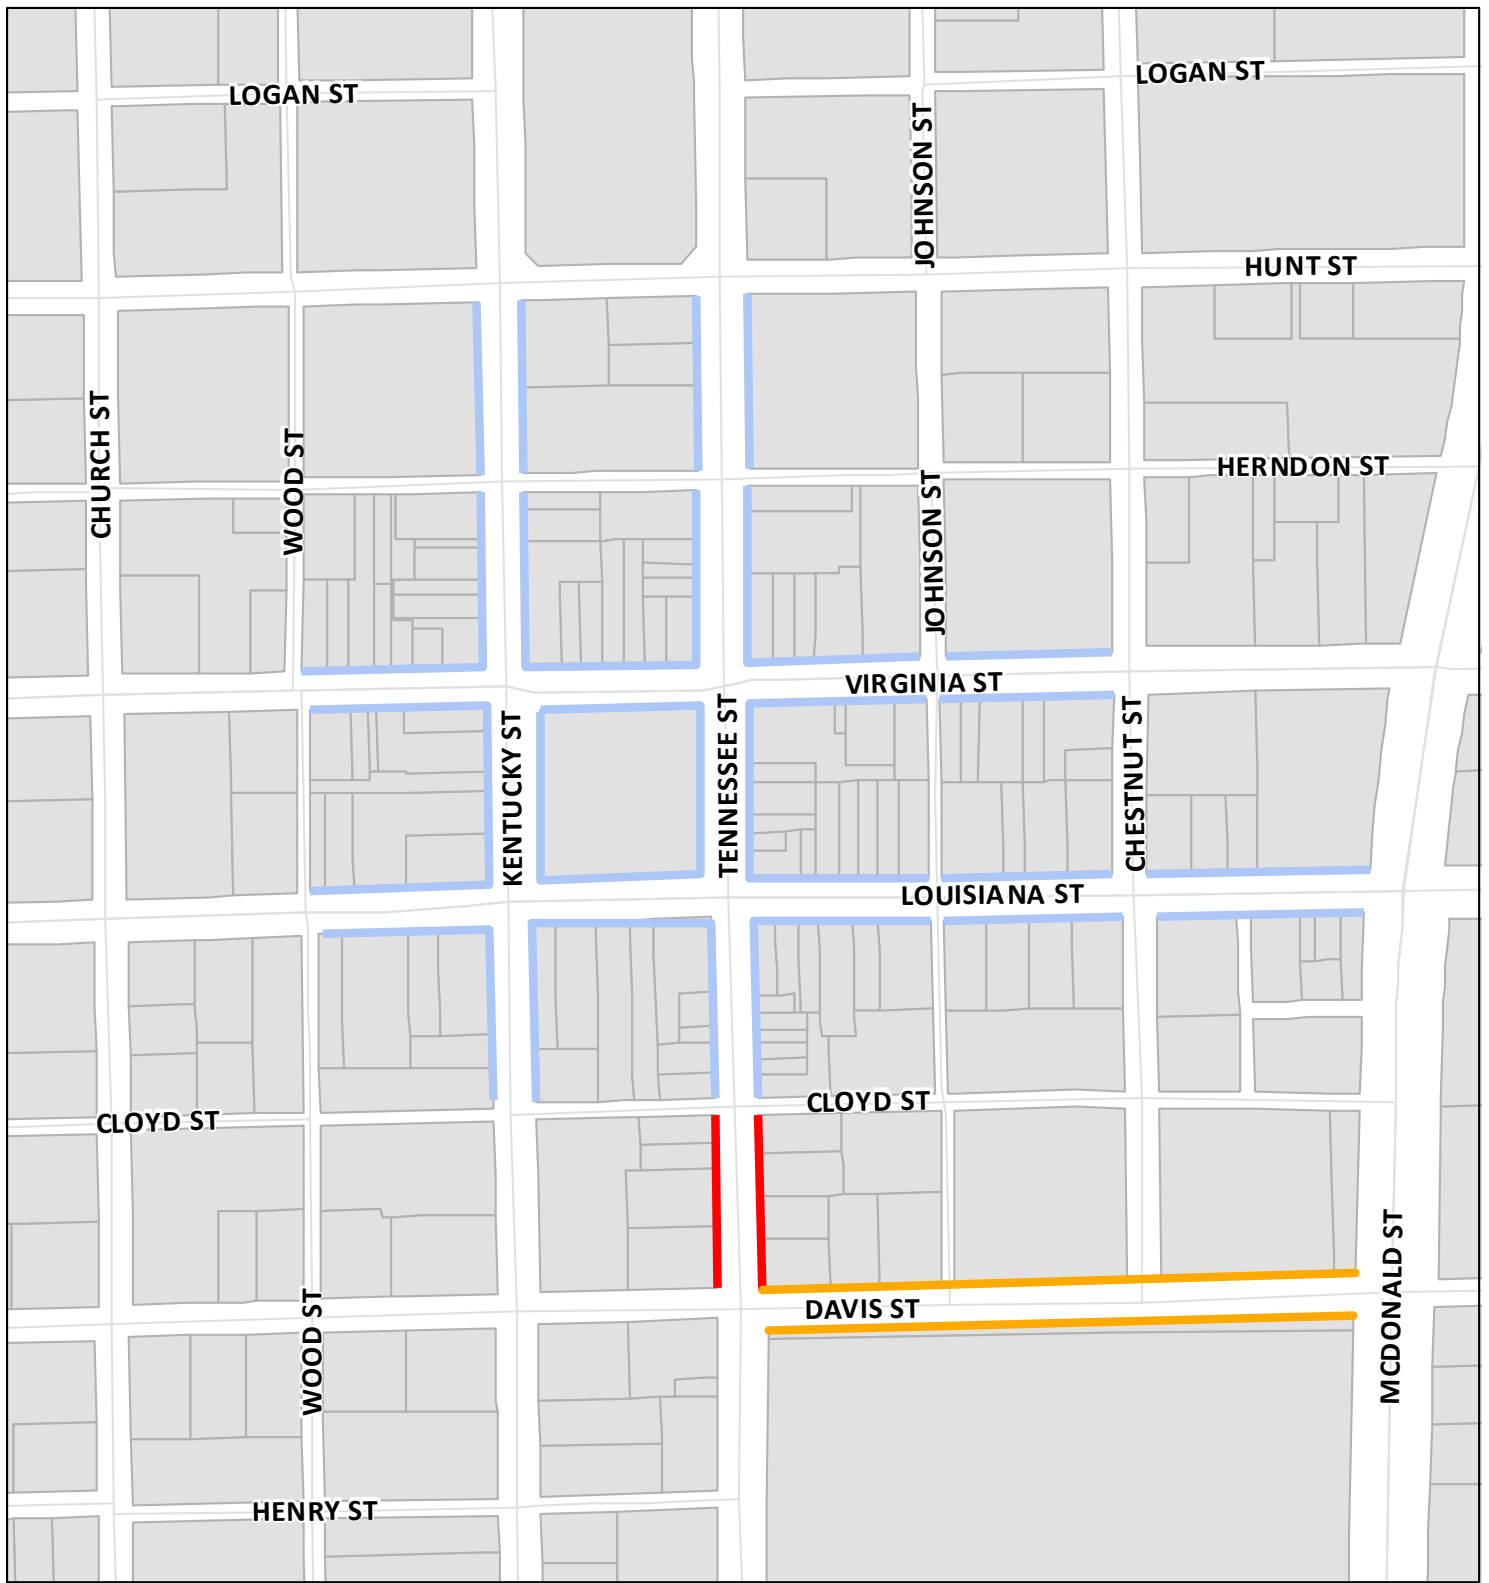 LOGAN ST
LOGAN ST
JOHNSON ST
HUNT ST
CHURCH ST
WOOD ST
HERNDON ST
JOHNSON ST
VIRGINIA ST
KENTUCKY ST
TENNESSEE ST
CHESTNUT ST
LOUISIANA ST
CLOYD ST
CLOYD ST
MCDONALD ST
DAVIS ST
WOOD ST
HENRY ST